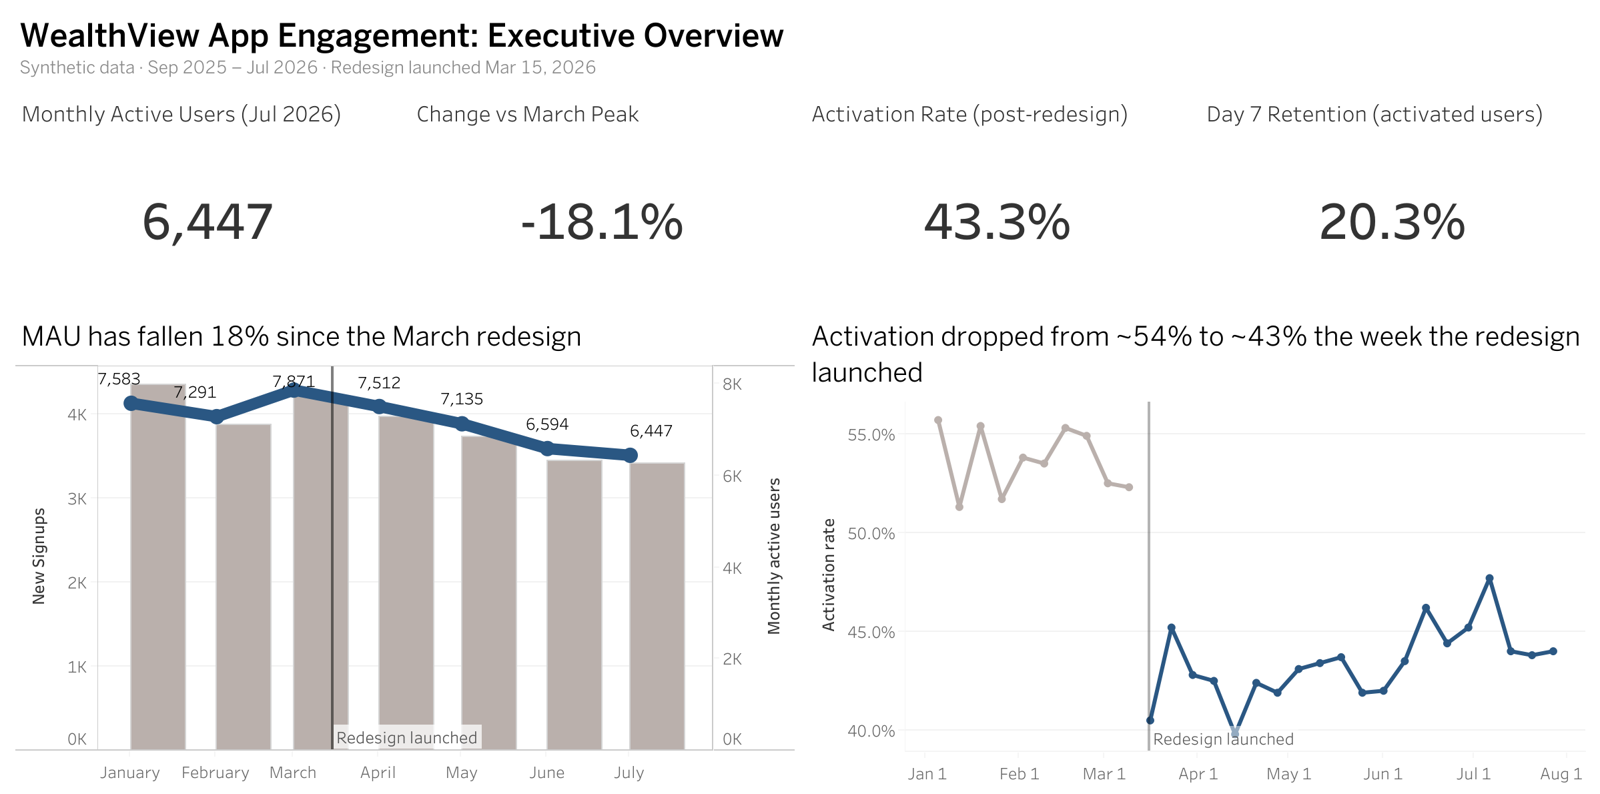 WealthView App Engagement: Executive Overview
Synthetic data · Sep 2025 – Jul 2026 · Redesign launched Mar 15, 2026
Monthly Active Users (Jul 2026)
Change vs March Peak
Activation Rate (post-redesign)
Day 7 Retention (activated users)
6,447
-18.1%
43.3%
20.3%
MAU has fallen 18% since the March redesign
7,583
7,291
7,871
7,512
7,135
6,594
6,447
4K
3K
2K
1K
0K
New Signups
8K
6K
4K
2K
0K
Monthly active users
Redesign launched
January
February
March
April
May
June
July
Activation dropped from ~54% to ~43% the week the redesign
launched
55.0%
50.0%
45.0%
40.0%
Activation rate
Redesign launched
Jan 1
Feb 1
Mar 1
Apr 1
May 1
Jun 1
Jul 1
Aug 1